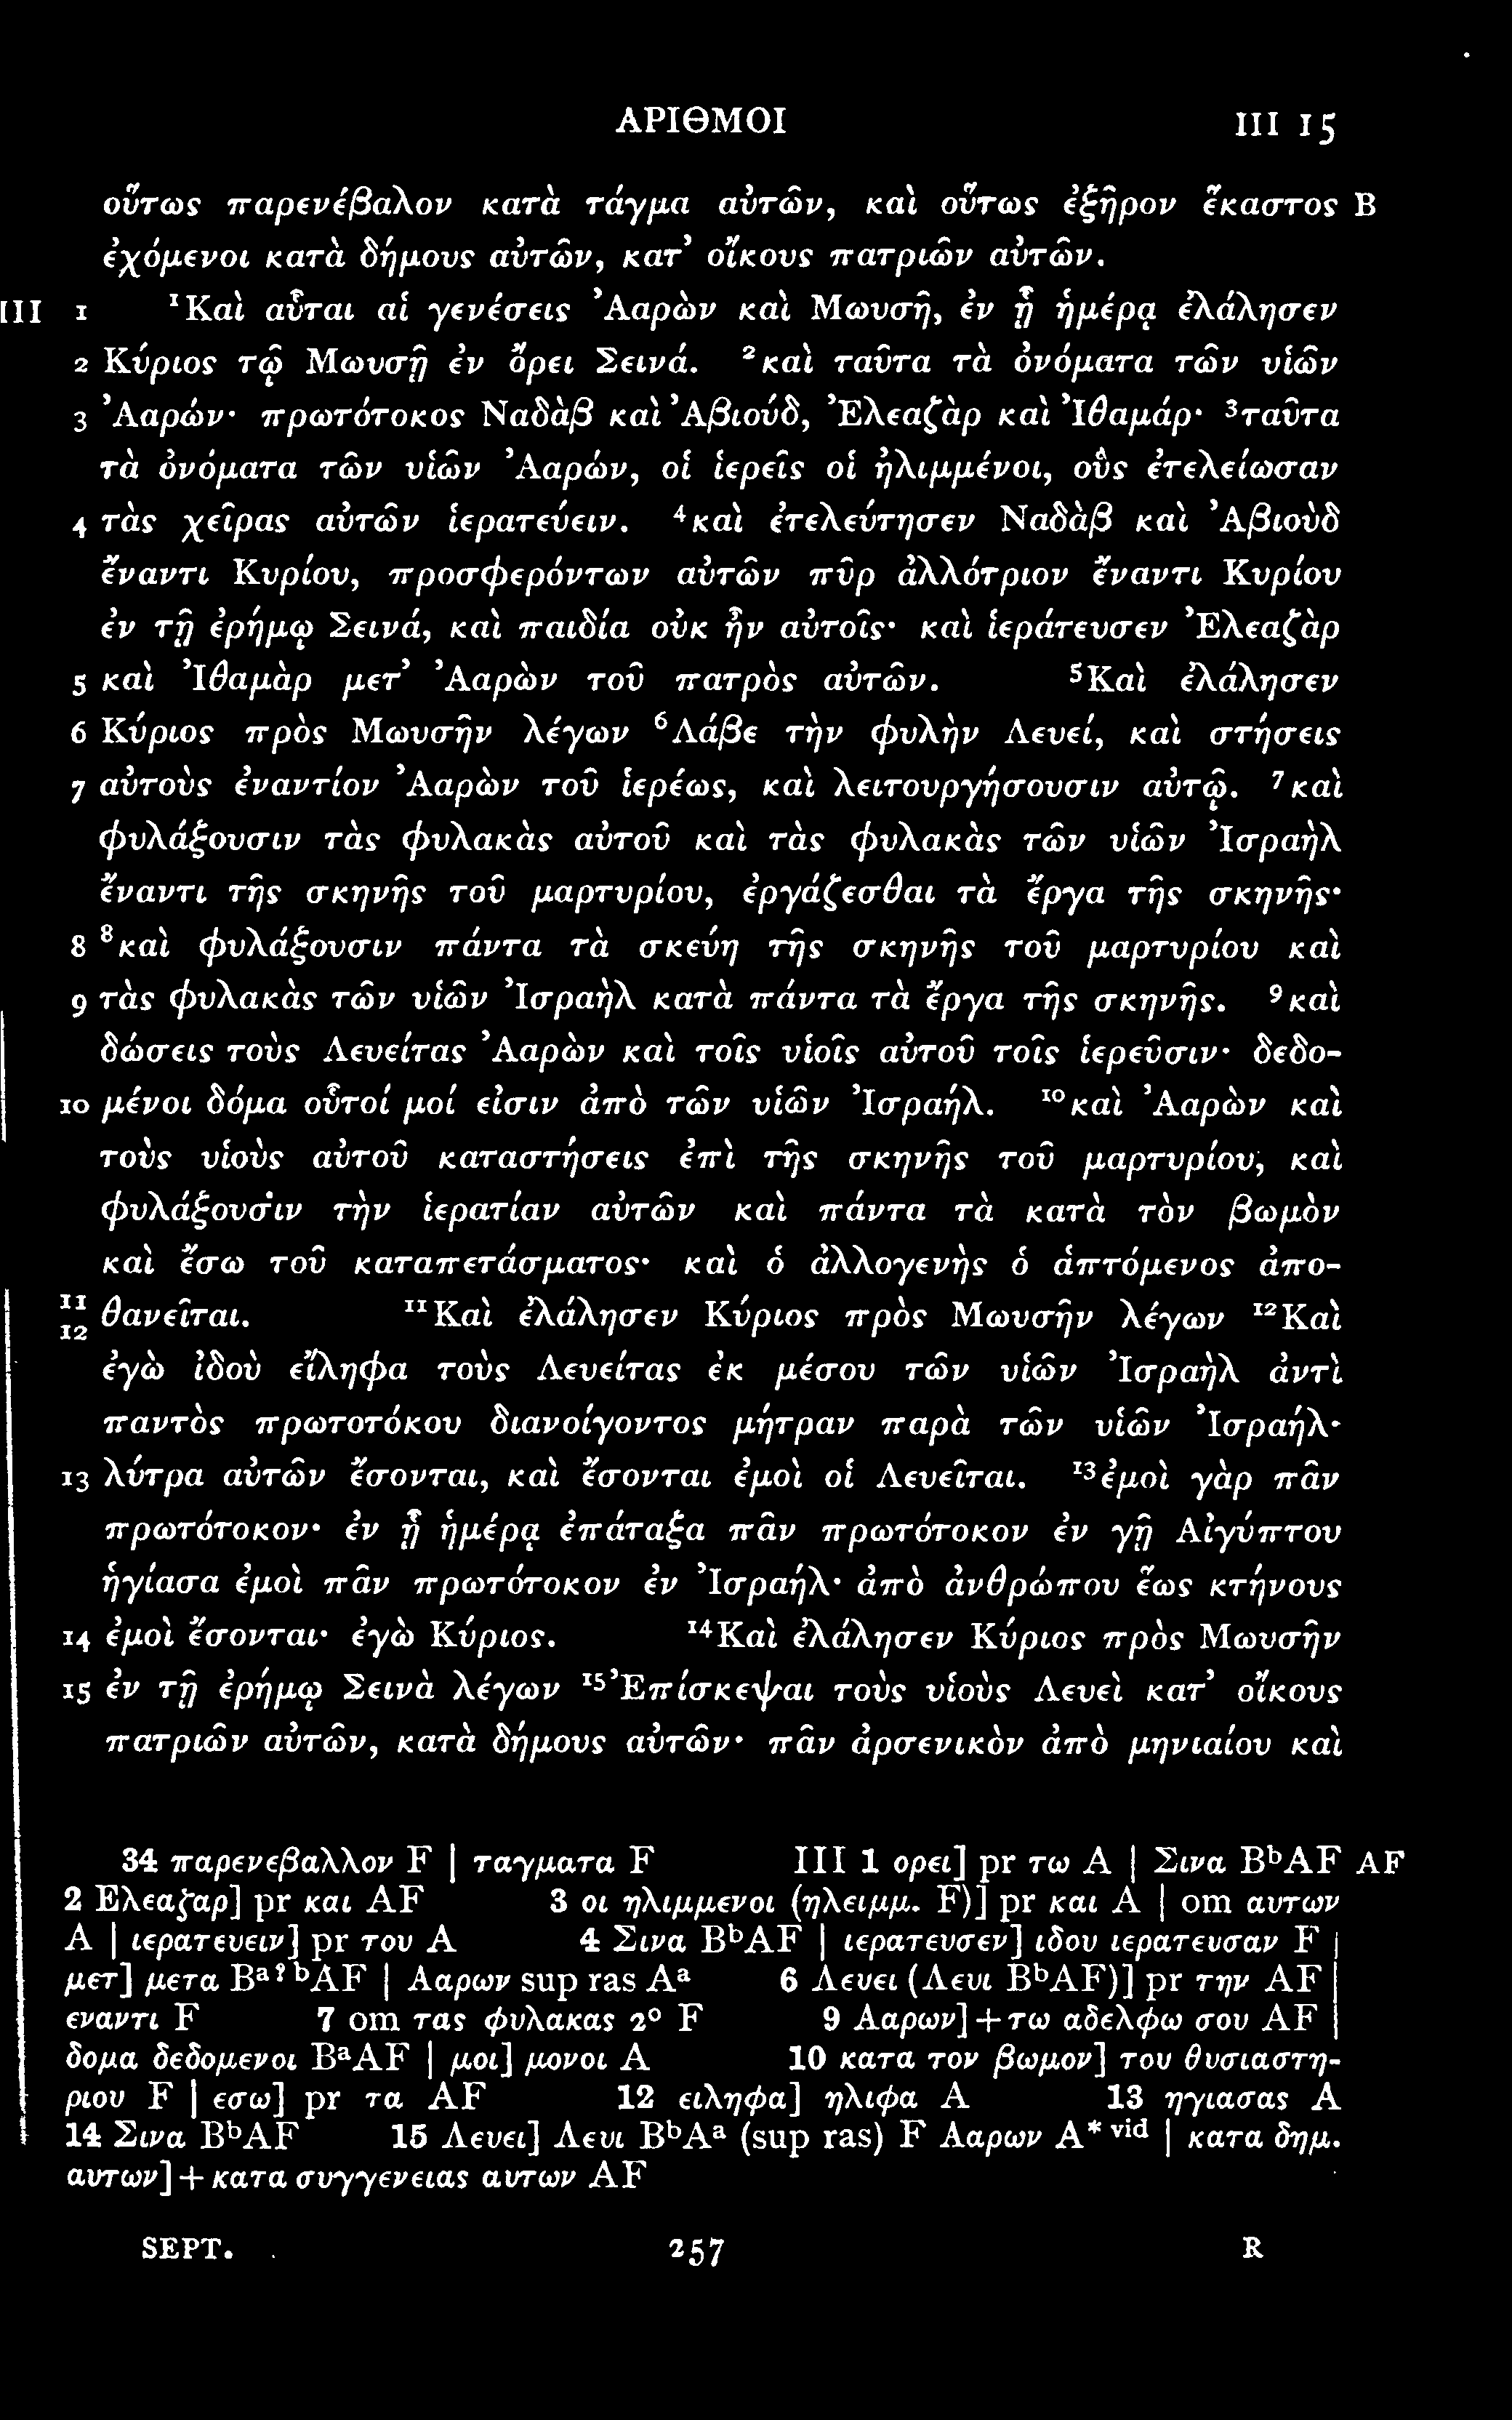 ΑΡΙΘΜΟΙ III 15
οὕτως παρενέβαλον κατὰ τάγμα αὐτῶν, καὶ οὕτως ἐξῆρον ἕκαστος B
ἐχόμενοι κατὰ δήμους αὐτῶν, κατ᾿ οἴκους πατριῶν αὐτῶν.
III 1 ¹Καὶ αὗται αἱ γενέσεις Ἀαρὼν καὶ Μωυσῆ, ἐν ᾗ ἡμέρᾳ ἐλάλησεν
2 Κύριος τῷ Μωυσῇ ἐν ὄρει Σεινά. ²καὶ ταῦτα τὰ ὀνόματα τῶν υἱῶν
3 Ἀαρών· πρωτότοκος Ναδὰβ καὶ Ἀβιούδ, Ἐλεαζὰρ καὶ Ἰθαμάρ· ³ταῦτα
τὰ ὀνόματα τῶν υἱῶν Ἀαρών, οἱ ἱερεῖς οἱ ἠλιμμένοι, οὓς ἐτελείωσαν
4 τὰς χεῖρας αὐτῶν ἱερατεύειν. ⁴καὶ ἐτελεύτησεν Ναδὰβ καὶ Ἀβιοὺδ
ἔναντι Κυρίου, προσφερόντων αὐτῶν πῦρ ἀλλότριον ἔναντι Κυρίου
ἐν τῇ ἐρήμῳ Σεινά, καὶ παιδία οὐκ ἦν αὐτοῖς· καὶ ἱεράτευσεν Ἐλεαζὰρ
5 καὶ Ἰθαμὰρ μετ᾿ Ἀαρὼν τοῦ πατρὸς αὐτῶν. ⁵Καὶ ἐλάλησεν
6 Κύριος πρὸς Μωυσῆν λέγων ⁶Λάβε τὴν φυλὴν Λευεί, καὶ στήσεις
7 αὐτοὺς ἐναντίον Ἀαρὼν τοῦ ἱερέως, καὶ λειτουργήσουσιν αὐτῷ. ⁷καὶ
φυλάξουσιν τὰς φυλακὰς αὐτοῦ καὶ τὰς φυλακὰς τῶν υἱῶν Ἰσραὴλ
ἔναντι τῆς σκηνῆς τοῦ μαρτυρίου, ἐργάζεσθαι τὰ ἔργα τῆς σκηνῆς·
8 ⁸καὶ φυλάξουσιν πάντα τὰ σκεύη τῆς σκηνῆς τοῦ μαρτυρίου καὶ
9 τὰς φυλακὰς τῶν υἱῶν Ἰσραὴλ κατὰ πάντα τὰ ἔργα τῆς σκηνῆς. ⁹καὶ
δώσεις τοὺς Λευείτας Ἀαρὼν καὶ τοῖς υἱοῖς αὐτοῦ τοῖς ἱερεῦσιν· δεδο-
10 μένοι δόμα οὗτοί μοί εἰσιν ἀπὸ τῶν υἱῶν Ἰσραήλ. ¹⁰καὶ Ἀαρὼν καὶ
τοὺς υἱοὺς αὐτοῦ καταστήσεις ἐπὶ τῆς σκηνῆς τοῦ μαρτυρίου, καὶ
φυλάξουσιν τὴν ἱερατίαν αὐτῶν καὶ πάντα τὰ κατὰ τὸν βωμὸν
καὶ ἔσω τοῦ καταπετάσματος· καὶ ὁ ἀλλογενὴς ὁ ἁπτόμενος ἀπο-
11 12 θανεῖται. ¹¹Καὶ ἐλάλησεν Κύριος πρὸς Μωυσῆν λέγων ¹²Καὶ
ἐγὼ ἰδοὺ εἴληφα τοὺς Λευείτας ἐκ μέσου τῶν υἱῶν Ἰσραὴλ ἀντὶ
παντὸς πρωτοτόκου διανοίγοντος μήτραν παρὰ τῶν υἱῶν Ἰσραήλ·
13 λύτρα αὐτῶν ἔσονται, καὶ ἔσονται ἐμοὶ οἱ Λευεῖται. ¹³ἐμοὶ γὰρ πᾶν
πρωτότοκον· ἐν ᾗ ἡμέρᾳ ἐπάταξα πᾶν πρωτότοκον ἐν γῇ Αἰγύπτου
ἡγίασα ἐμοὶ πᾶν πρωτότοκον ἐν Ἰσραήλ· ἀπὸ ἀνθρώπου ἕως κτήνους
14 ἐμοὶ ἔσονται· ἐγὼ Κύριος. ¹⁴Καὶ ἐλάλησεν Κύριος πρὸς Μωυσῆν
15 ἐν τῇ ἐρήμῳ Σεινὰ λέγων ¹⁵Ἐπίσκεψαι τοὺς υἱοὺς Λευεὶ κατ᾿ οἴκους
πατριῶν αὐτῶν, κατὰ δήμους αὐτῶν· πᾶν ἀρσενικὸν ἀπὸ μηνιαίου καὶ
34 παρενεβαλλον F | ταγματα F III 1 ορει] pr τω A | Σινα BᵇAF AF
2 Ελεαζαρ] pr και AF 3 οι ηλιμμενοι (ηλειμμ. F)] pr και A | om αυτων
A | ιερατευειν] pr του A 4 Σινα BᵇAF | ιερατευσεν] ιδου ιερατευσαν F |
μετ] μετα Bᵃ?ᵇAF | Ααρων sup ras Aᵃ 6 Λευει (Λευι BᵇAF)] pr την AF |
εναντι F 7 om τας φυλακας 2° F 9 Ααρων] + τω αδελφω σου AF |
δομα δεδομενοι BᵃAF | μοι] μονοι A 10 κατα τον βωμον] του θυσιαστη-
ριου F | εσω] pr τα AF 12 ειληφα] ηλιφα A 13 ηγιασας A
14 Σινα BᵇAF 15 Λευει] Λευι BᵇAᵃ (sup ras) F Ααρων A* ᵛⁱᵈ | κατα δημ.
αυτων] + κατα συγγενειας αυτων AF
SEPT. 257 R